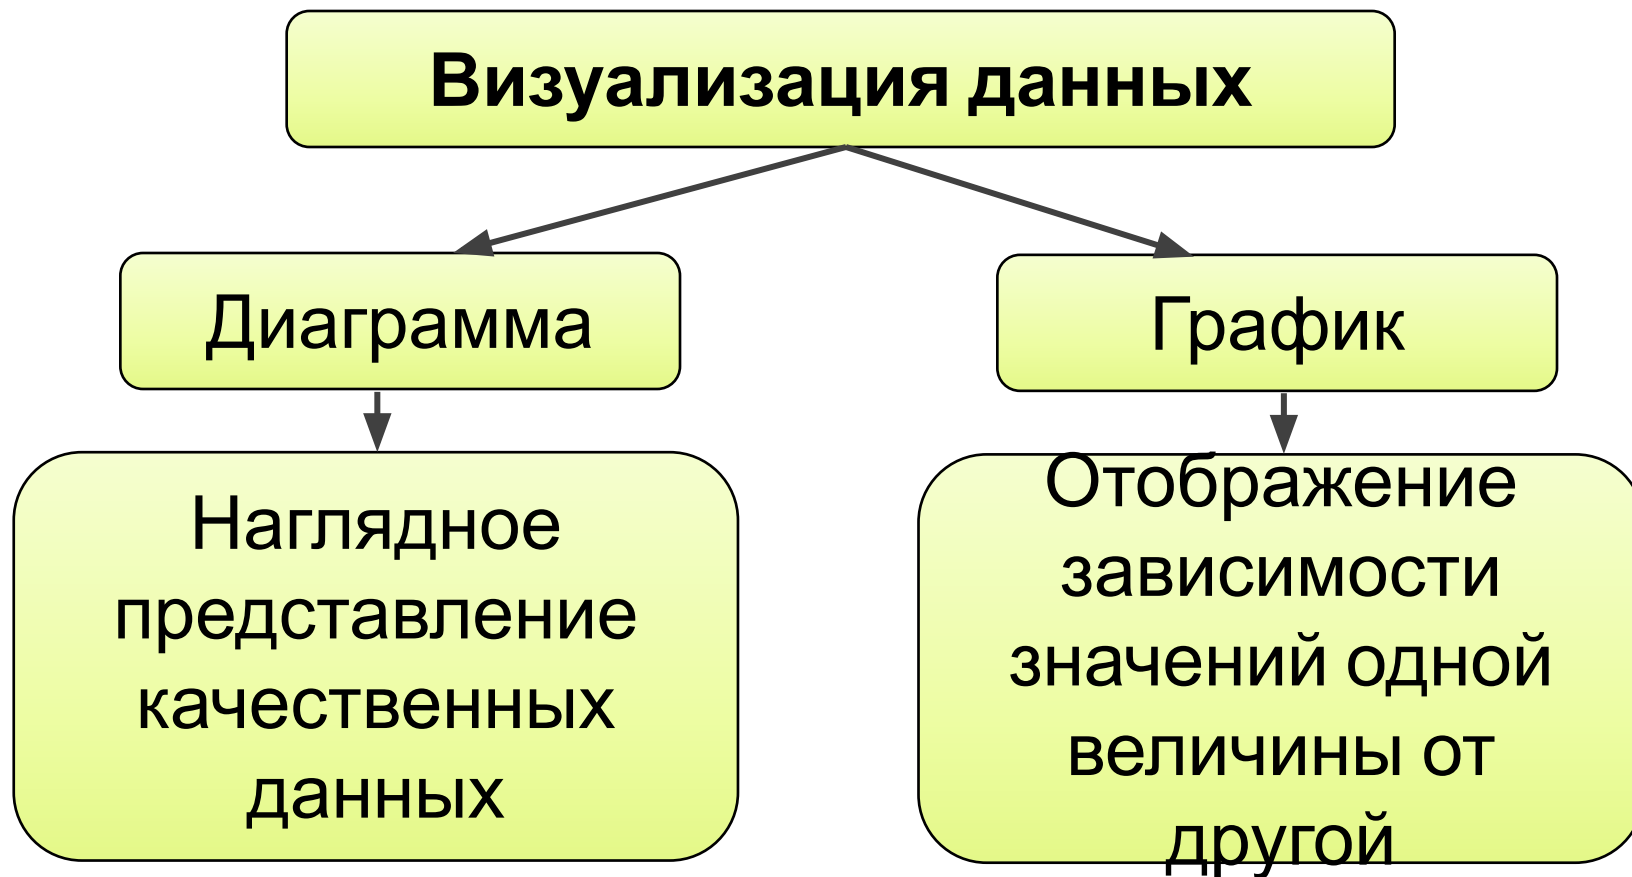 Визуализация данных
Диаграмма
График
Наглядное
представление
качественных
данных
Отображение
зависимости
значений одной
величины от
другой